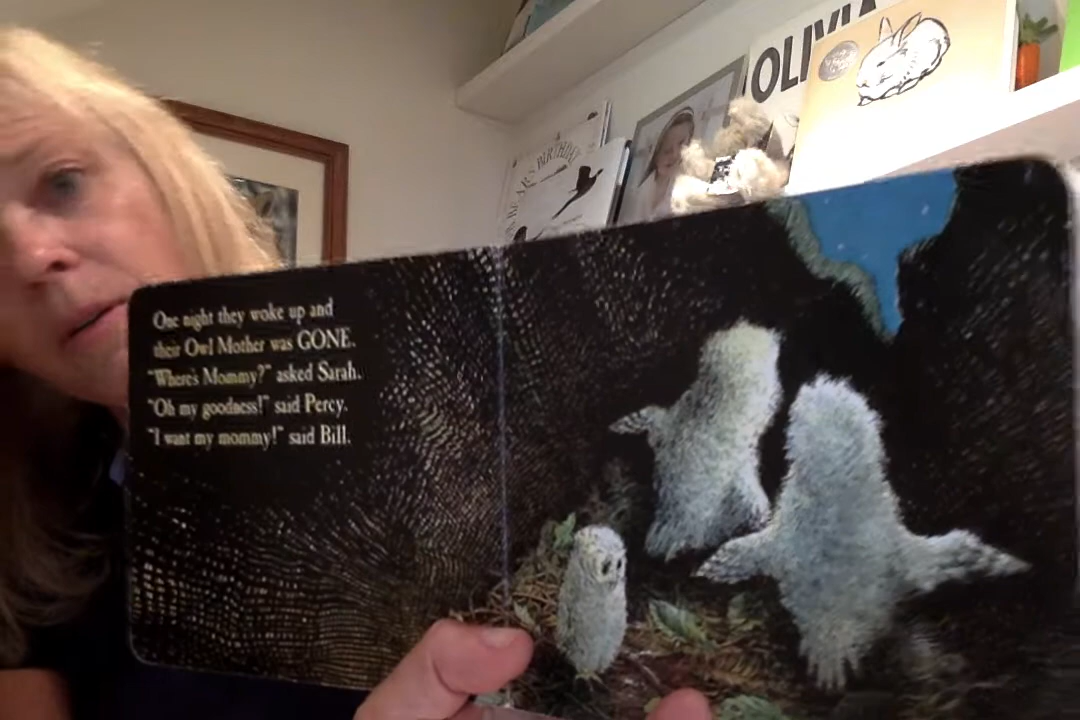 OLIVIA
BIRTHDAY
One night they woke up and
their Owl Mother was GONE.
"Where's Mommy?" asked Sarah.
"Oh my goodness!" said Percy.
"I want my mommy!" said Bill.